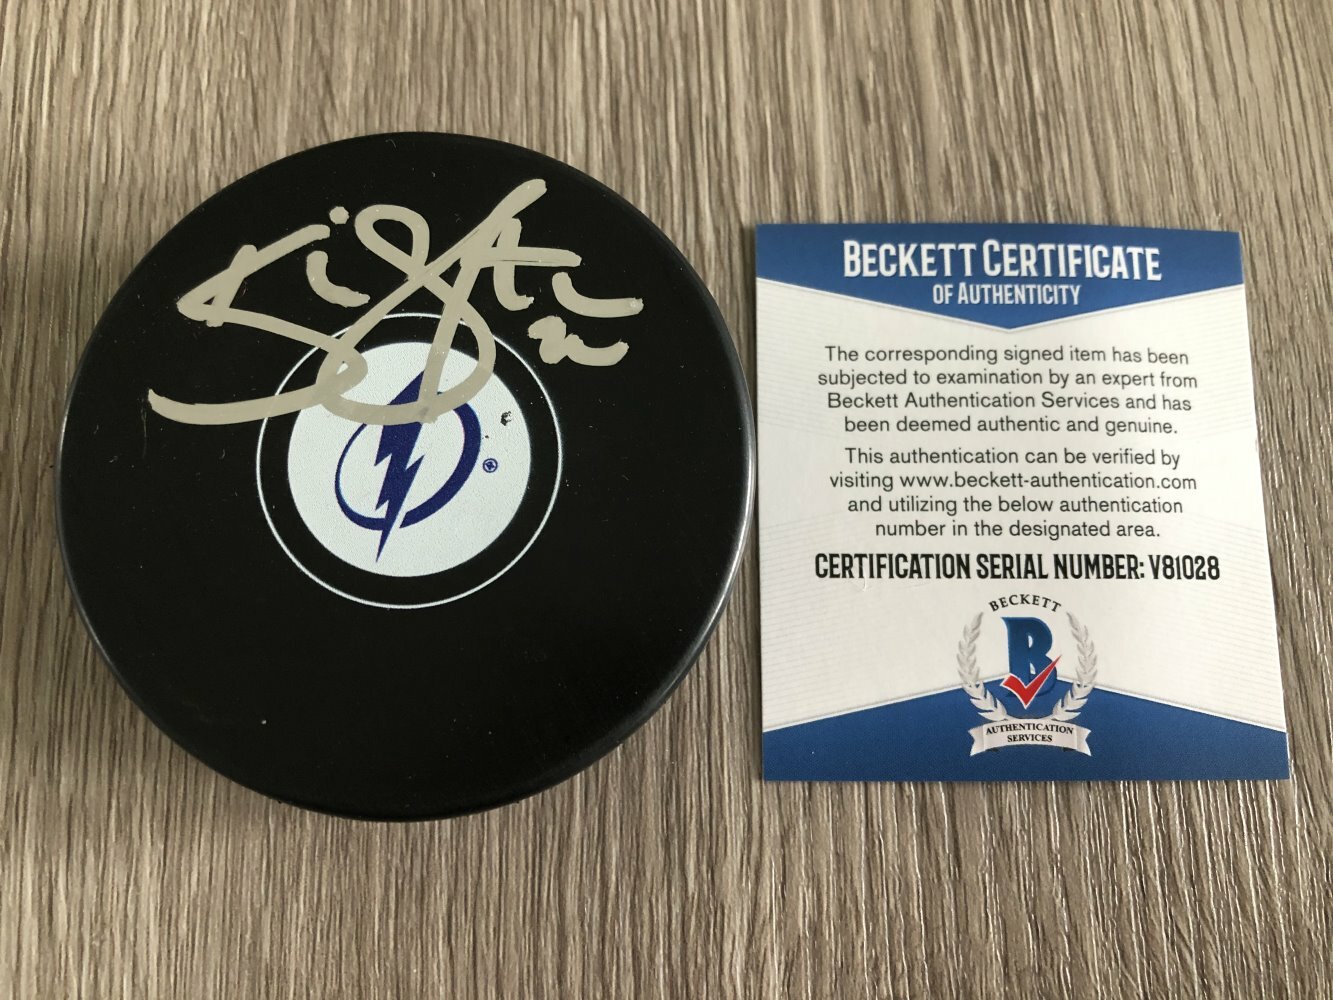 BECKETT CERTIFICATE
OF AUTHENTICITY
The corresponding signed item has been
subjected to examination by an expert from
Beckett Authentication Services and has
been deemed authentic and genuine.
This authentication can be verified by
visiting www.beckett-authentication.com
and utilizing the below authentication
number in the designated area.
CERTIFICATION SERIAL NUMBER: V81028
BECKETT
B
AUTHENTICATION
SERVICES
®